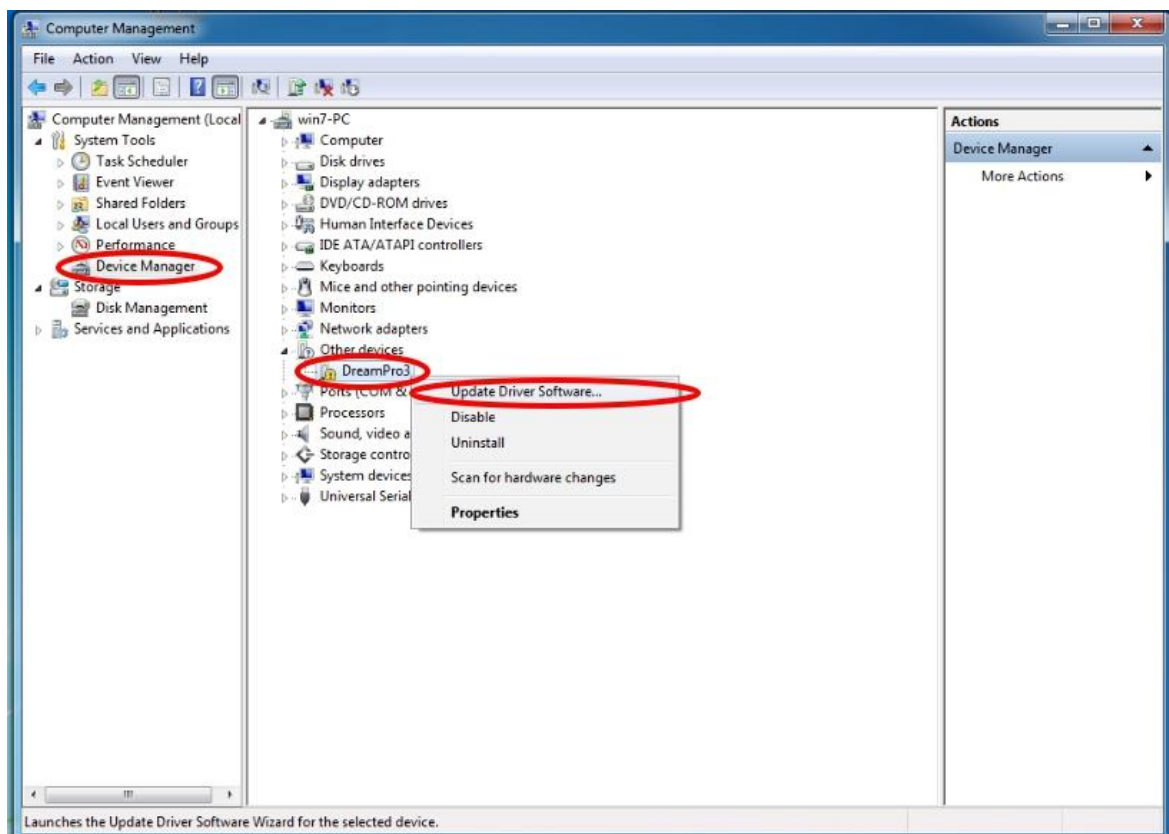 Computer Management
File Action View Help
Computer Management (Local
System Tools
Task Scheduler
Event Viewer
Shared Folders
Local Users and Groups
Performance
Device Manager
Storage
Disk Management
Services and Applications
win7-PC
Computer
Disk drives
Display adapters
DVD/CD-ROM drives
Human Interface Devices
IDE ATA/ATAPI controllers
Keyboards
Mice and other pointing devices
Monitors
Network adapters
Other devices
DreamPro3
Ports (COM &
Processors
Sound, video a
Storage contro
System devices
Universal Serial
Update Driver Software...
Disable
Uninstall
Scan for hardware changes
Properties
Actions
Device Manager
More Actions
Launches the Update Driver Software Wizard for the selected device.